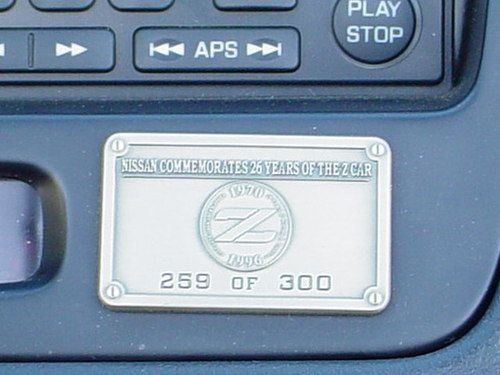 PLAY
STOP
APS
NISSAN COMMEMORATES 26 YEARS OF THE Z CAR
1970
Z
1996
259 OF 300